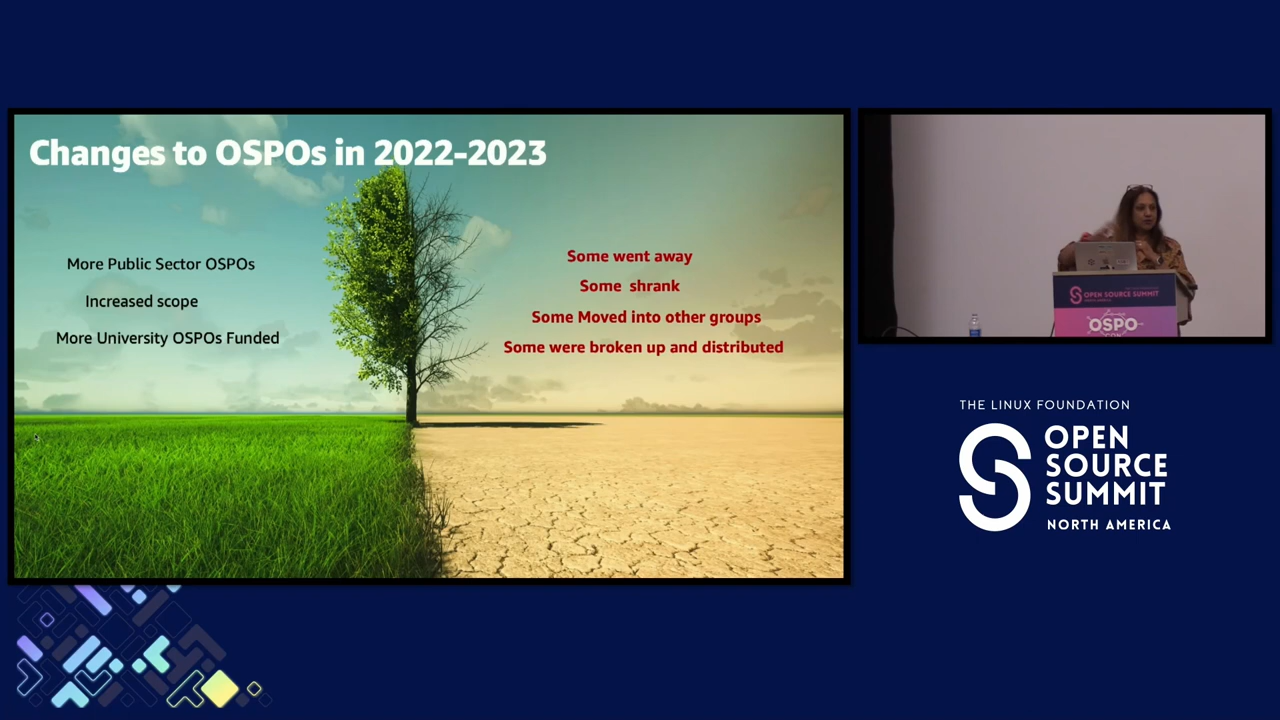 Changes to OSPOs in 2022-2023
More Public Sector OSPOs
Increased scope
More University OSPOs Funded
Some went away
Some shrank
Some Moved into other groups
Some were broken up and distributed
OPEN SOURCE SUMMIT
OSPO
THE LINUX FOUNDATION
OPEN
SOURCE
SUMMIT
NORTH AMERICA